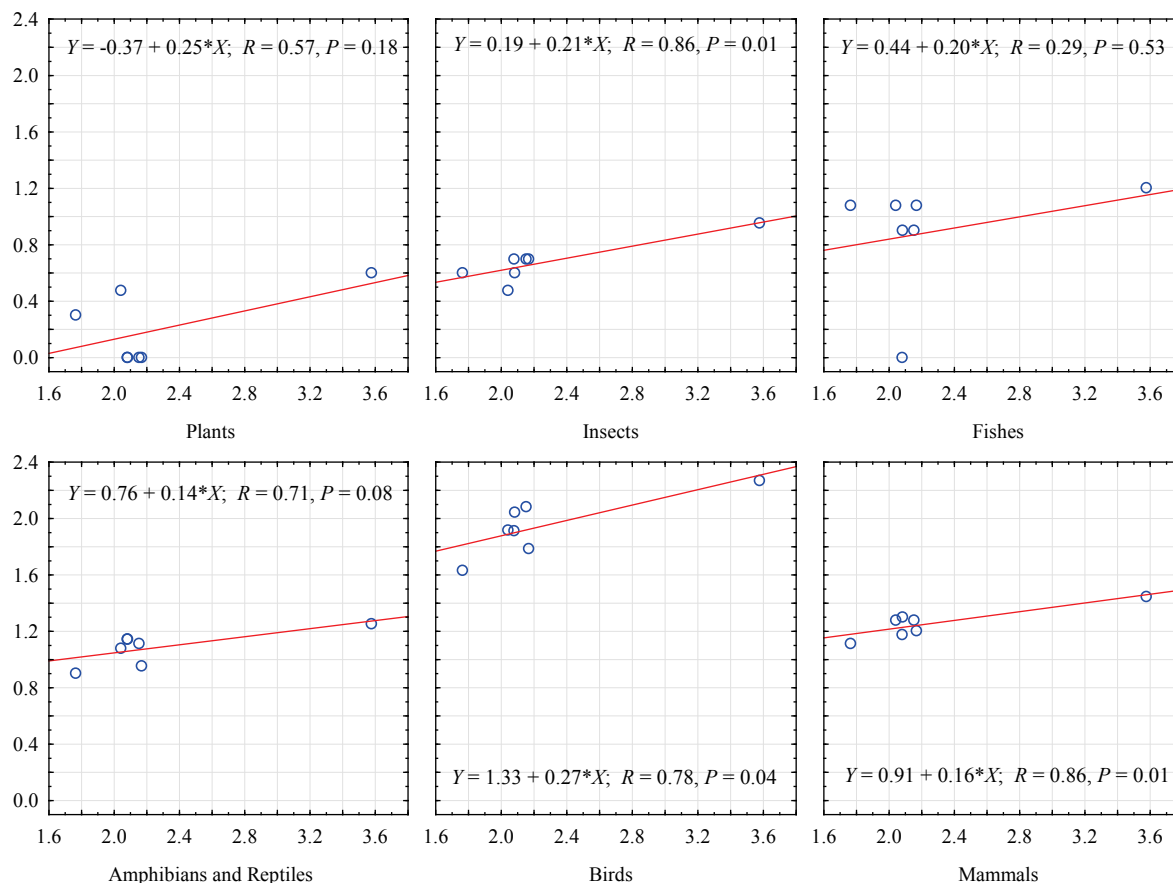 2.4
2.0
1.6
1.2
0.8
0.4
0.0
Y = -0.37 + 0.25*X; R = 0.57, P = 0.18
Y = 0.19 + 0.21*X; R = 0.86, P = 0.01
Y = 0.44 + 0.20*X; R = 0.29, P = 0.53
1.6 2.0 2.4 2.8 3.2 3.6
1.6 2.0 2.4 2.8 3.2 3.6
1.6 2.0 2.4 2.8 3.2 3.6
Plants
Insects
Fishes
2.4
2.0
1.6
1.2
0.8
0.4
0.0
Y = 0.76 + 0.14*X; R = 0.71, P = 0.08
Y = 1.33 + 0.27*X; R = 0.78, P = 0.04
Y = 0.91 + 0.16*X; R = 0.86, P = 0.01
1.6 2.0 2.4 2.8 3.2 3.6
1.6 2.0 2.4 2.8 3.2 3.6
1.6 2.0 2.4 2.8 3.2 3.6
Amphibians and Reptiles
Birds
Mammals